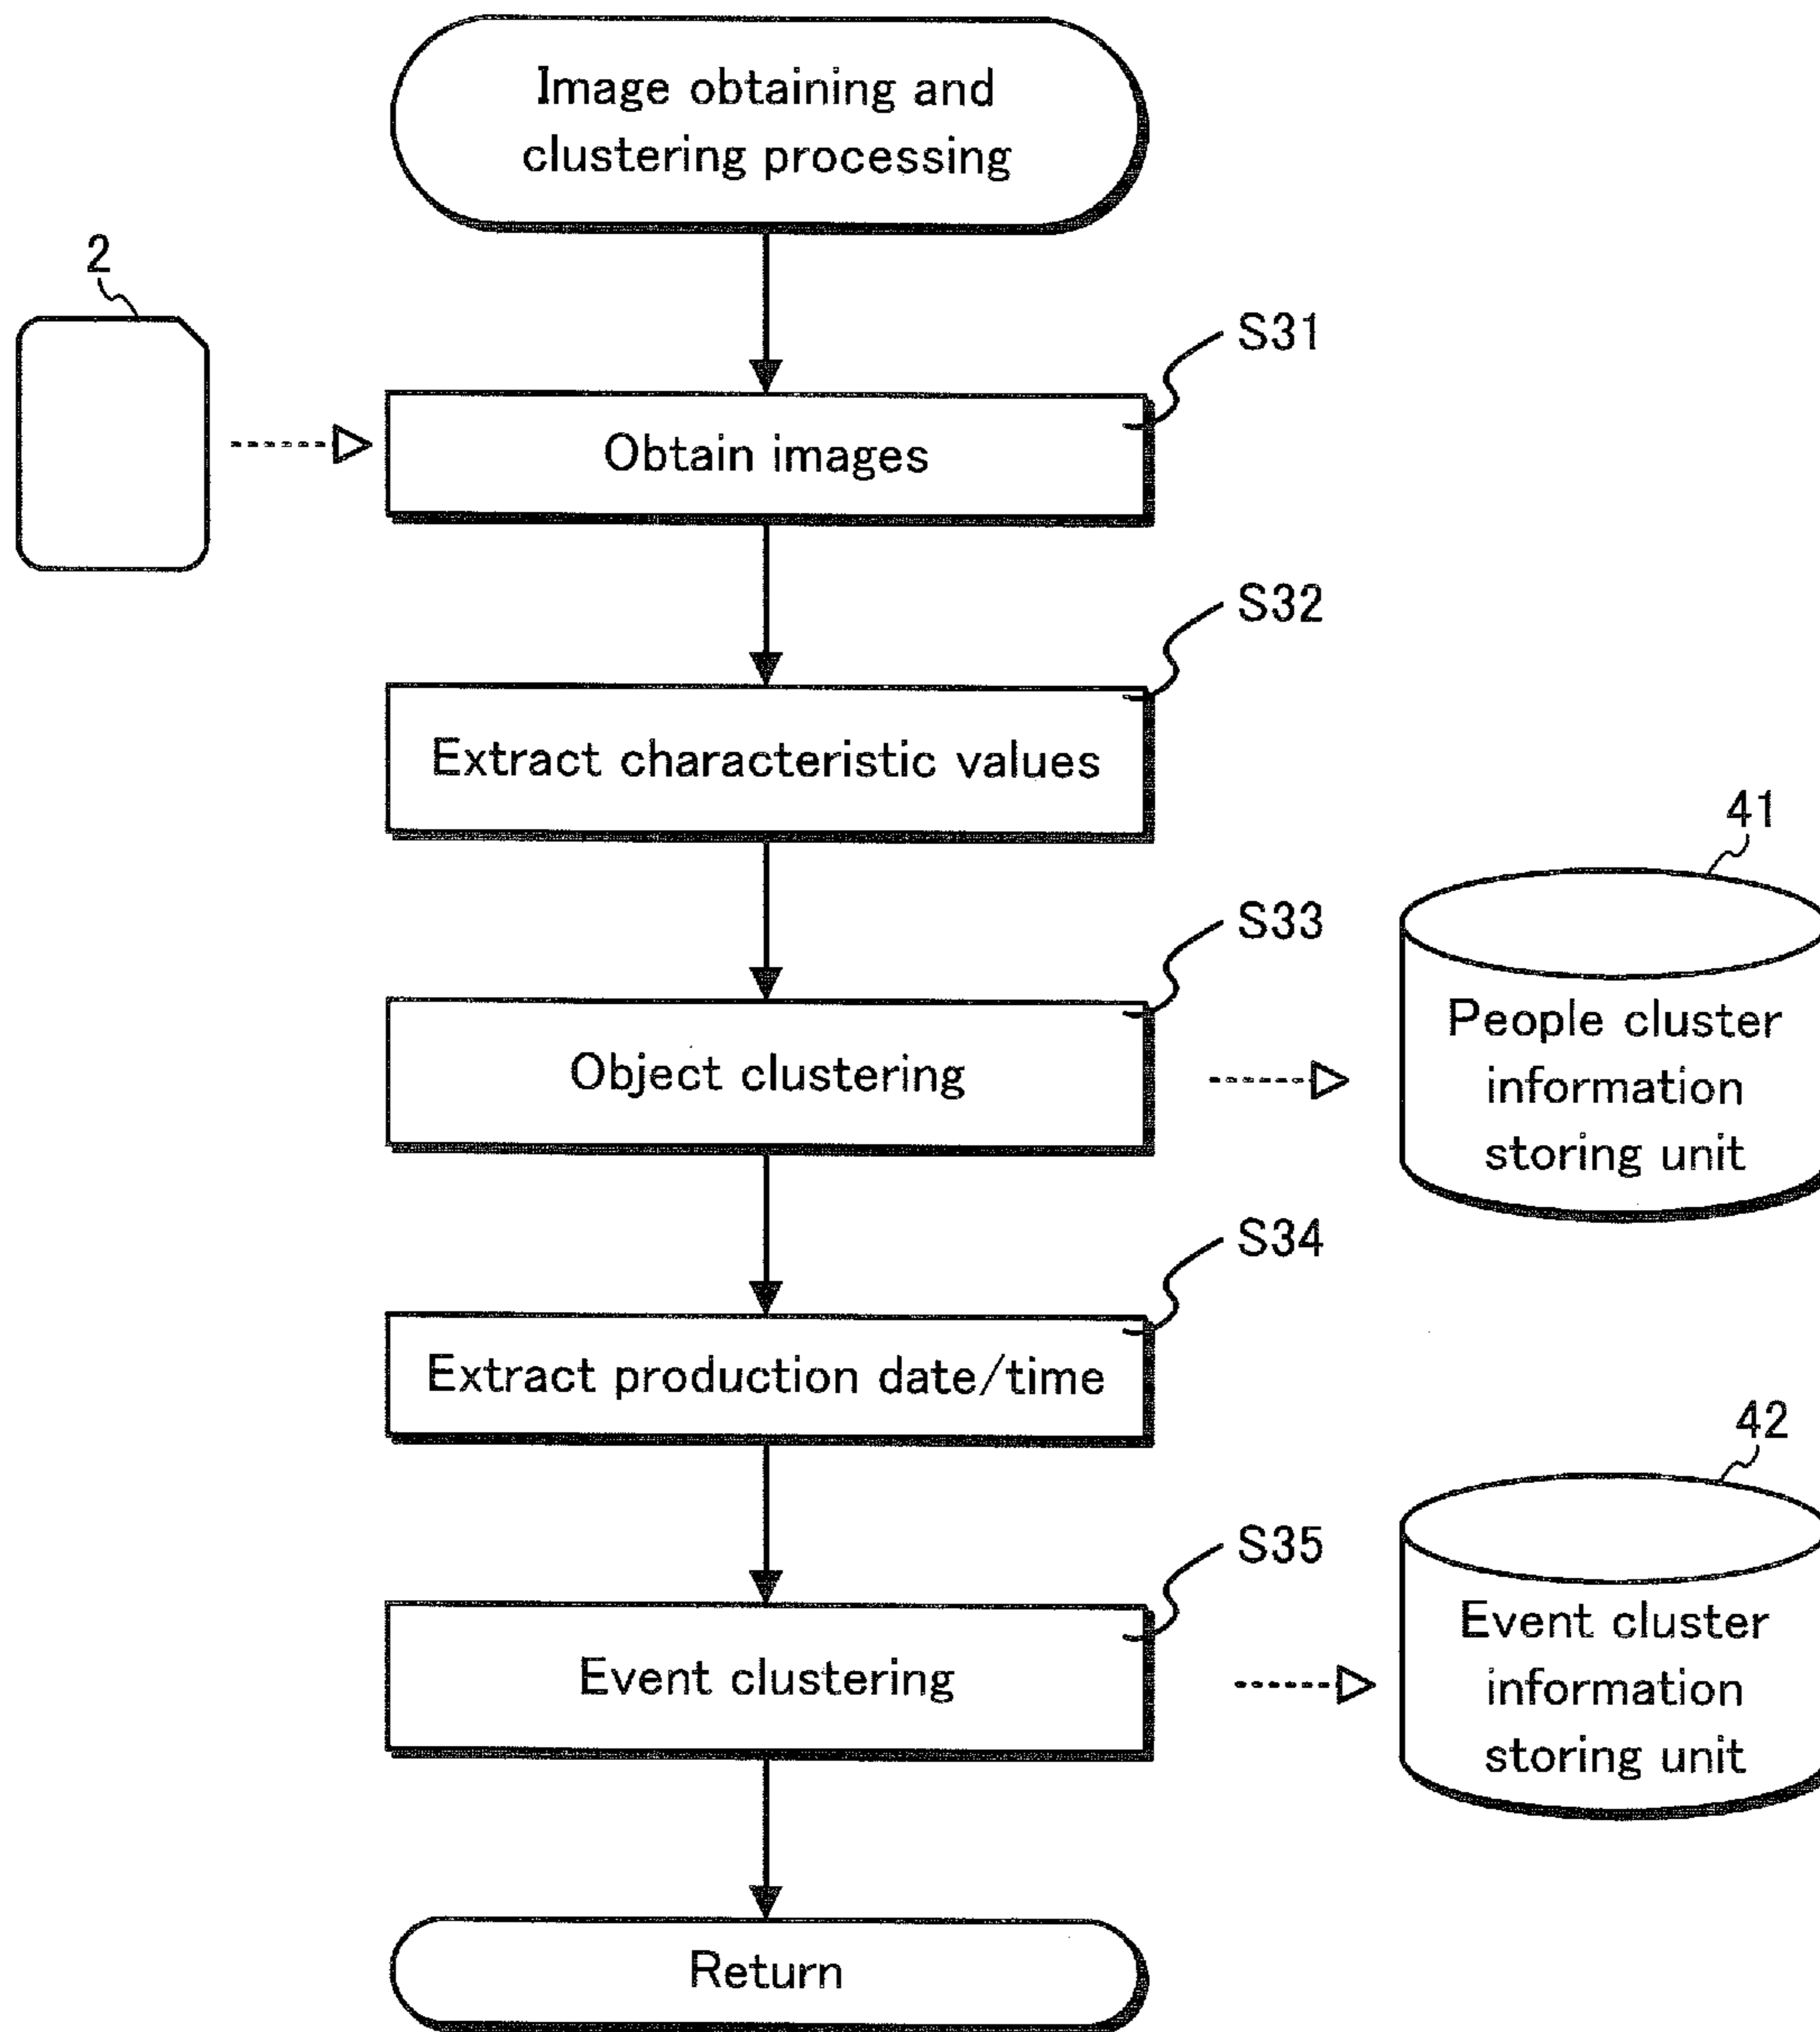 Image obtaining and
clustering processing
2
S31
Obtain images
S32
Extract characteristic values
41
S33
Object clustering
People cluster
information
storing unit
S34
Extract production date/time
42
S35
Event clustering
Event cluster
information
storing unit
Return